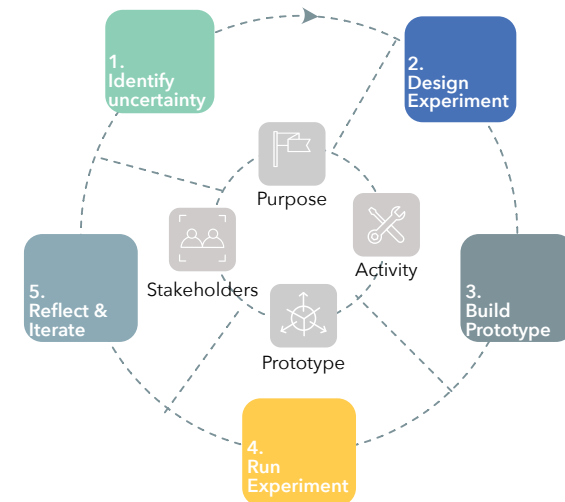 1.
Identify
uncertainty
2.
Design
Experiment
Purpose
Activity
Stakeholders
Prototype
3.
Build
Prototype
5.
Reflect &
Iterate
4.
Run
Experiment